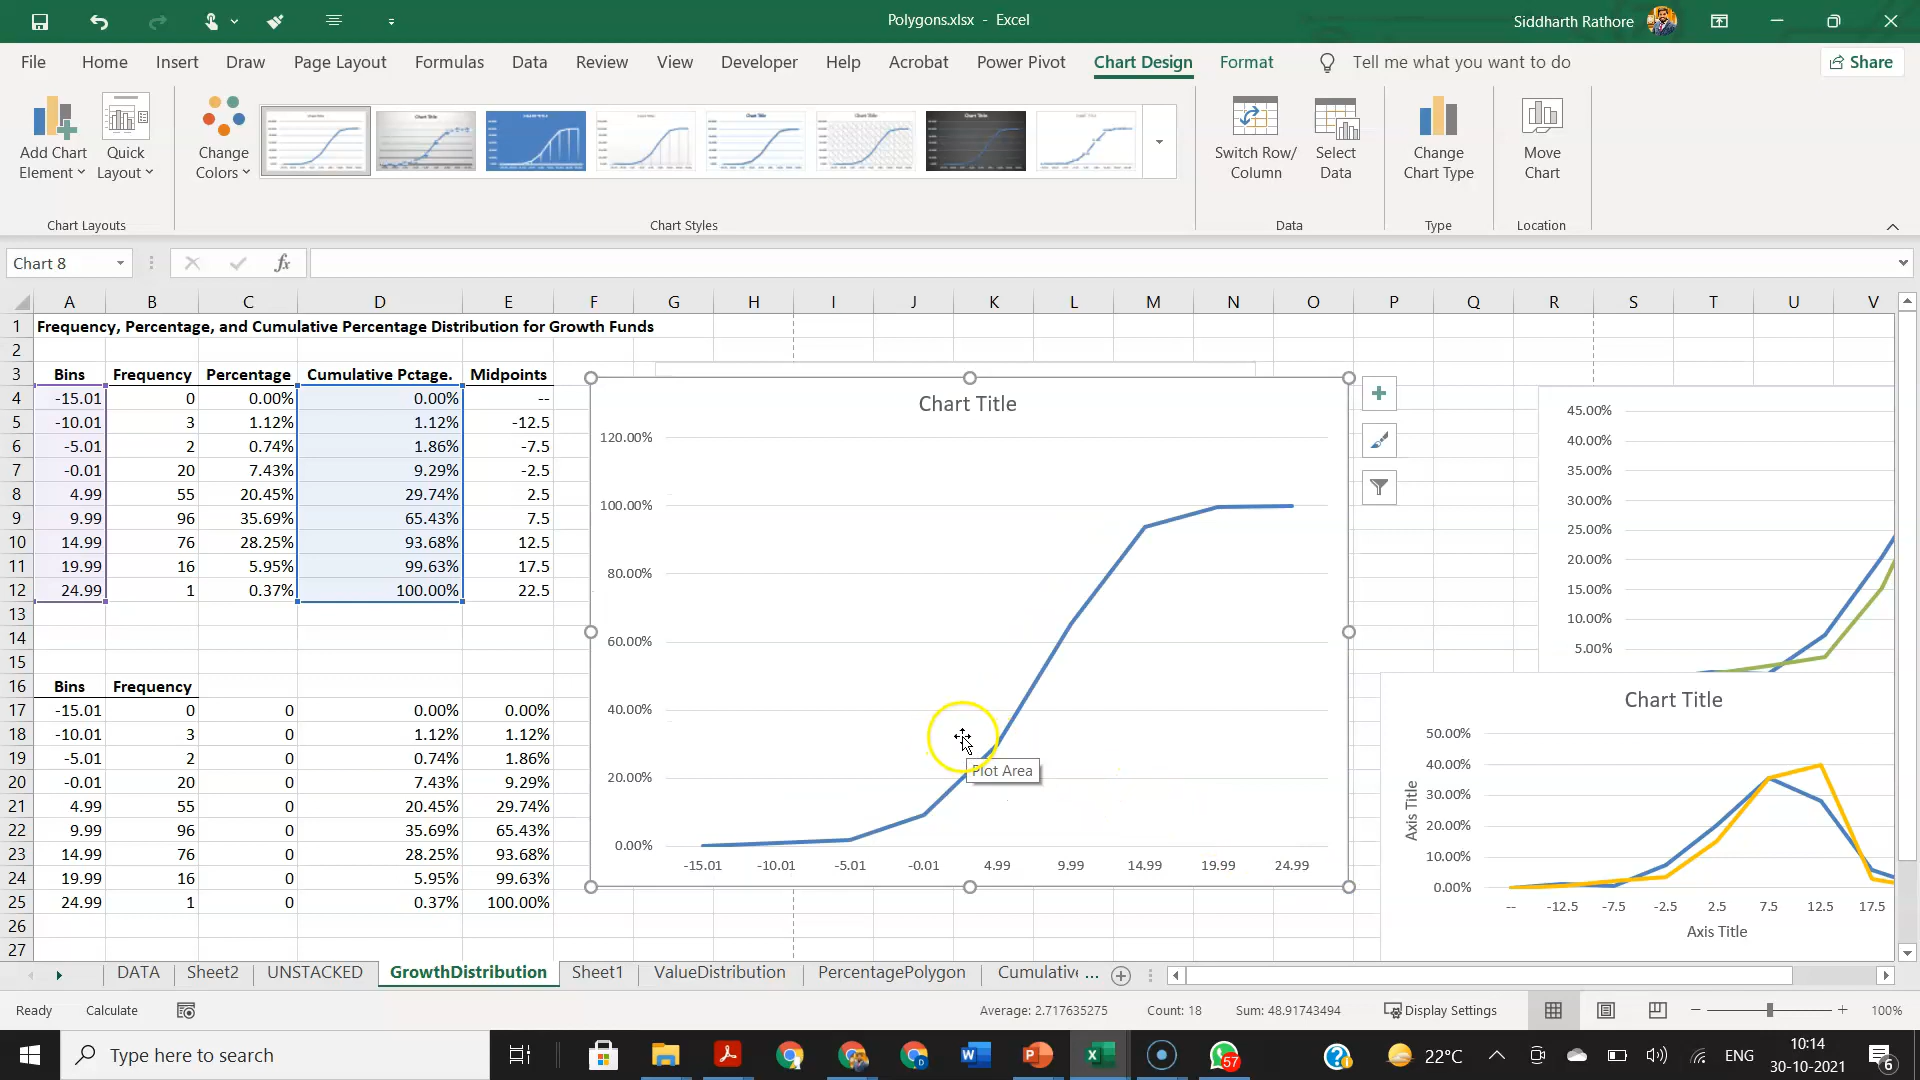 Polygons.xlsx - Excel
Siddharth Rathore
File Home Insert Draw Page Layout Formulas Data Review View Developer Help Acrobat Power Pivot Chart Design Format Tell me what you want to do Share
Add Chart Element
Quick Layout
Change Colors
Switch Row/ Column
Select Data
Change Chart Type
Move Chart
Chart Layouts Chart Styles Data Type Location
Chart 8
fx
A B C D E F G H I J K L M N O P Q R S T U V
1 Frequency, Percentage, and Cumulative Percentage Distribution for Growth Funds
2
3 Bins Frequency Percentage Cumulative Pctage. Midpoints
4 -15.01 0 0.00% 0.00% --
5 -10.01 3 1.12% 1.12% -12.5
6 -5.01 2 0.74% 1.86% -7.5
7 -0.01 20 7.43% 9.29% -2.5
8 4.99 55 20.45% 29.74% 2.5
9 9.99 96 35.69% 65.43% 7.5
10 14.99 76 28.25% 93.68% 12.5
11 19.99 16 5.95% 99.63% 17.5
12 24.99 1 0.37% 100.00% 22.5
13
14
15
16 Bins Frequency
17 -15.01 0 0 0.00% 0.00%
18 -10.01 3 0 1.12% 1.12%
19 -5.01 2 0 0.74% 1.86%
20 -0.01 20 0 7.43% 9.29%
21 4.99 55 0 20.45% 29.74%
22 9.99 96 0 35.69% 65.43%
23 14.99 76 0 28.25% 93.68%
24 19.99 16 0 5.95% 99.63%
25 24.99 1 0 0.37% 100.00%
26
27
Chart Title
120.00%
100.00%
80.00%
60.00%
40.00%
20.00%
0.00%
-15.01 -10.01 -5.01 -0.01 4.99 9.99 14.99 19.99 24.99
Plot Area
45.00%
40.00%
35.00%
30.00%
25.00%
20.00%
15.00%
10.00%
5.00%
Chart Title
50.00%
40.00%
30.00%
20.00%
10.00%
0.00%
Axis Title
-- -12.5 -7.5 -2.5 2.5 7.5 12.5 17.5
Axis Title
DATA Sheet2 UNSTACKED GrowthDistribution Sheet1 ValueDistribution PercentagePolygon Cumulative ...
Ready Calculate Average: 2.717635275 Count: 18 Sum: 48.91743494 Display Settings 100%
Type here to search
57
22°C
ENG
10:14
30-10-2021
6